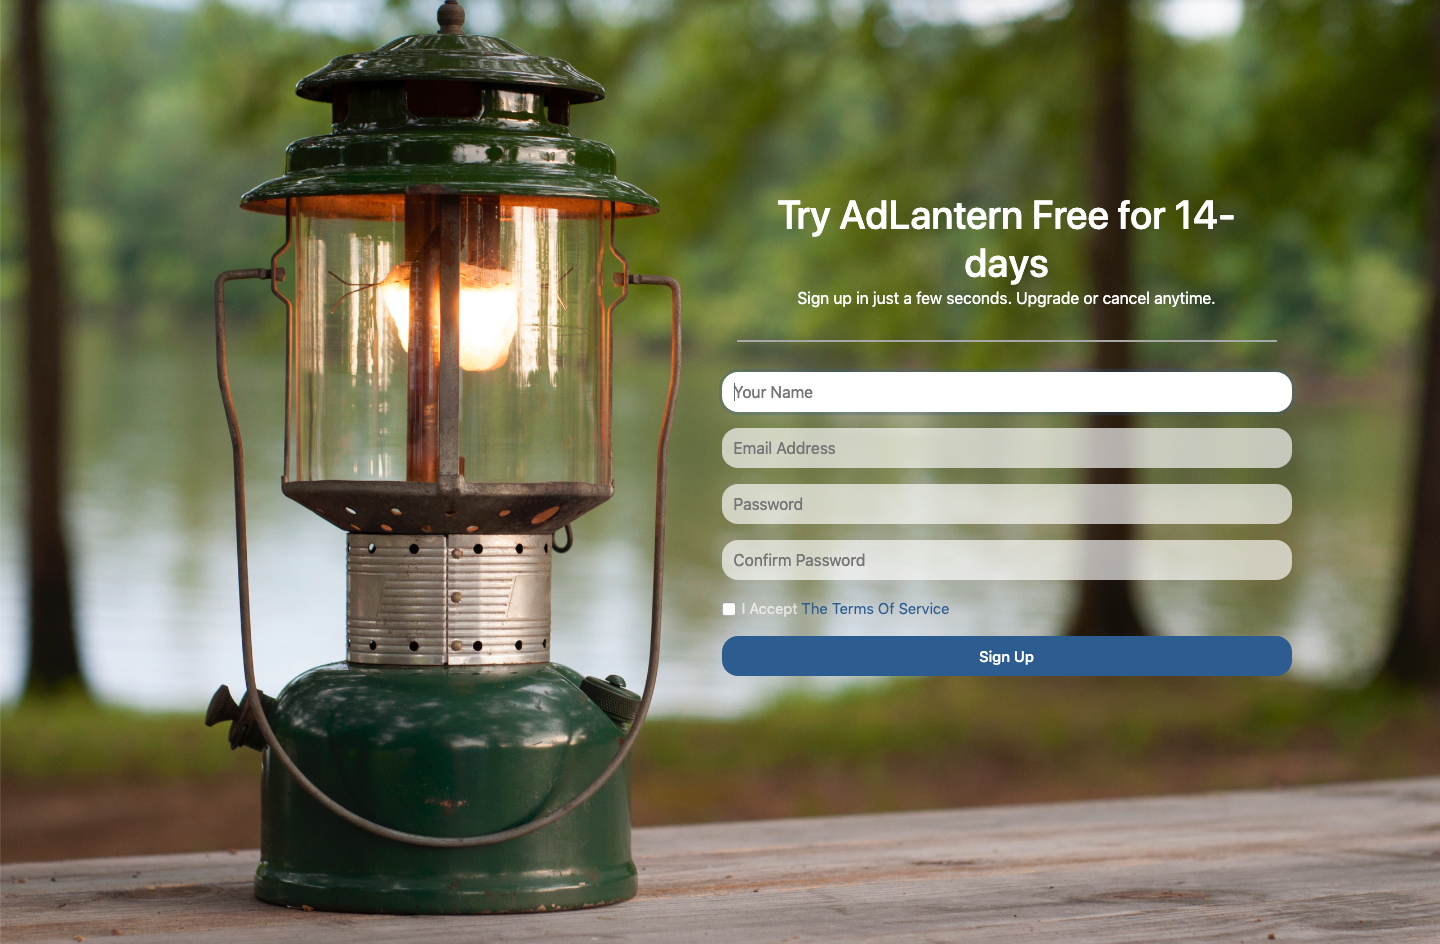 Try AdLantern Free for 14-
days
Sign up in just a few seconds. Upgrade or cancel anytime.
Your Name
Email Address
Password
Confirm Password
I Accept The Terms Of Service
Sign Up